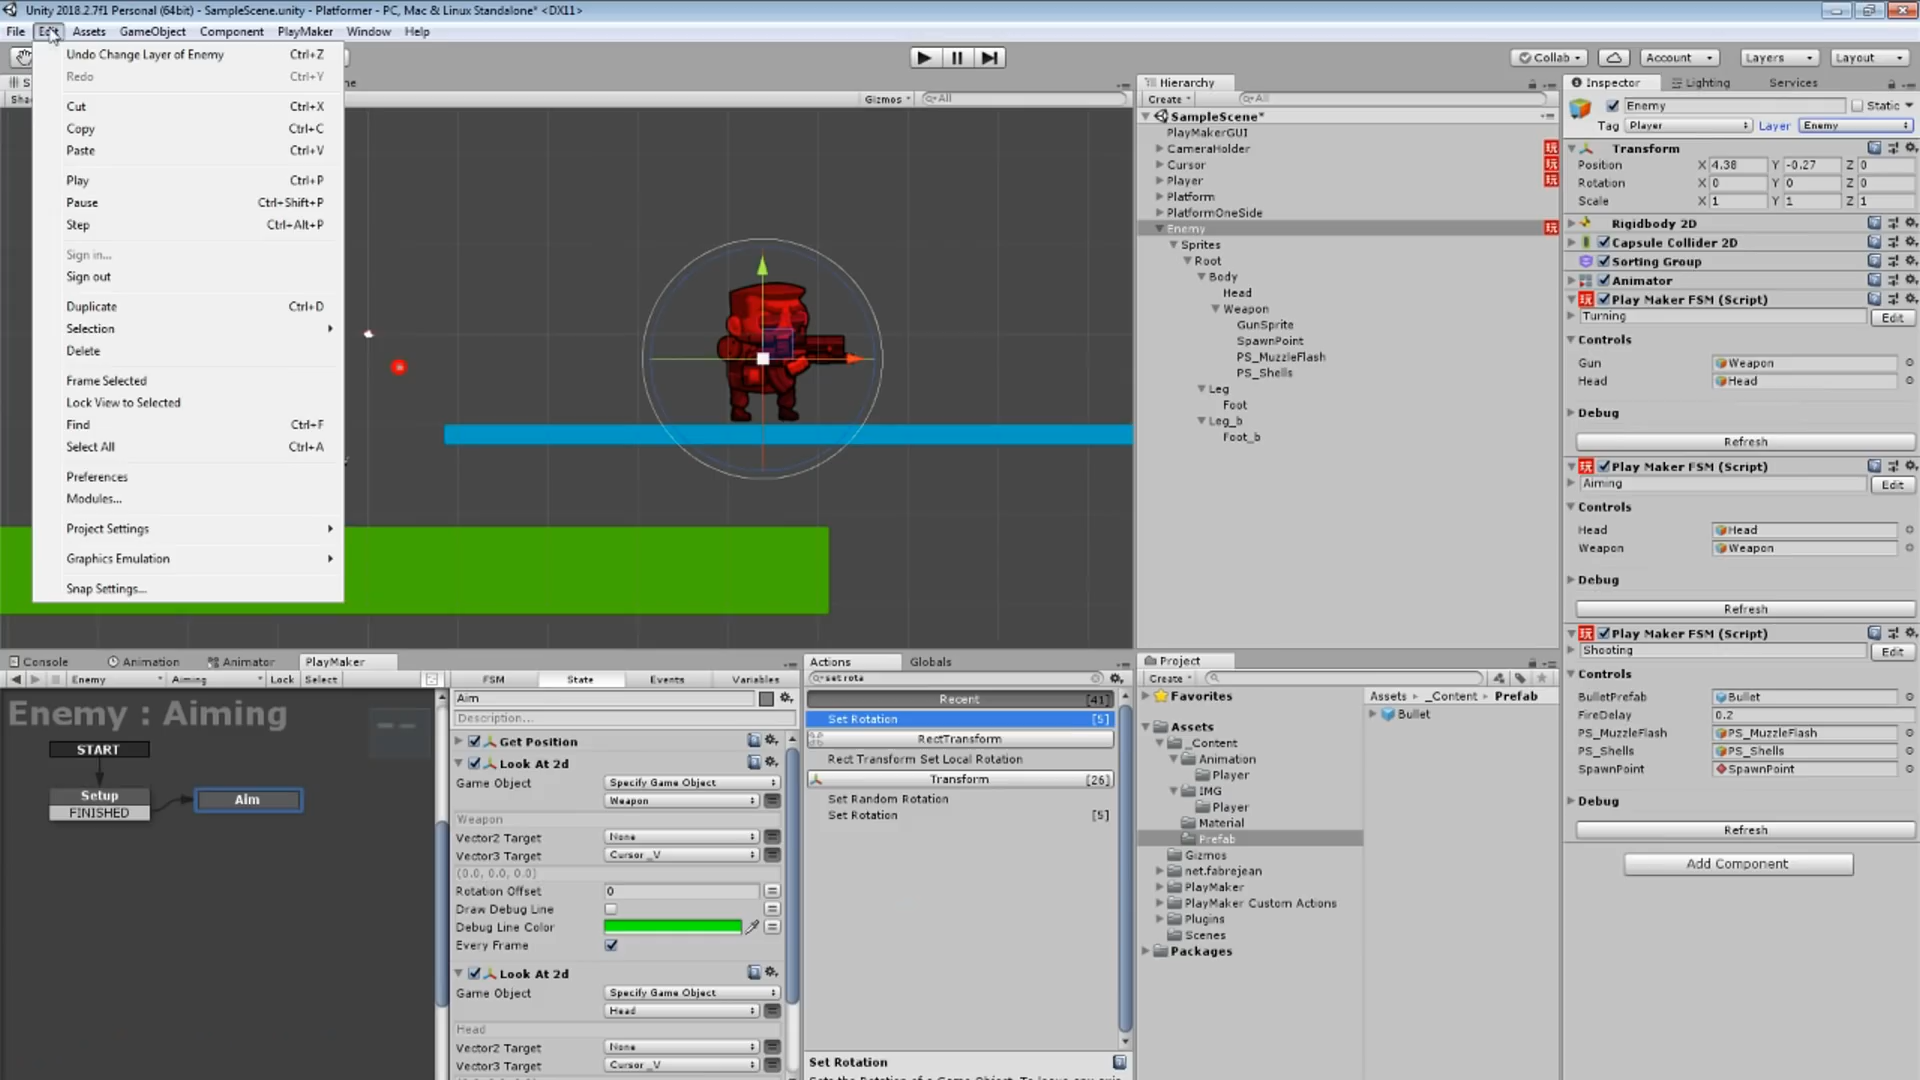 Unity 2018.2.7f1 Personal (64bit) - SampleScene.unity - Platformer - PC, Mac & Linux Standalone* <DX11>
File Edit Assets GameObject Component PlayMaker Window Help
Undo Change Layer of Enemy Ctrl+Z
Redo Ctrl+Y
Cut Ctrl+X
Copy Ctrl+C
Paste Ctrl+V
Play Ctrl+P
Pause Ctrl+Shift+P
Step Ctrl+Alt+P
Sign in...
Sign out
Duplicate Ctrl+D
Selection
Delete
Frame Selected
Lock View to Selected
Find Ctrl+F
Select All Ctrl+A
Preferences
Modules...
Project Settings
Graphics Emulation
Snap Settings...
Collab Account Layers Layout
Gizmos All
Hierarchy
Create All
SampleScene*
PlayMakerGUI
CameraHolder
Cursor
Player
Platform
PlatformOneSide
Enemy
Sprites
Root
Body
Head
Weapon
GunSprite
SpawnPoint
PS_MuzzleFlash
PS_Shells
Leg
Foot
Leg_b
Foot_b
Inspector Lighting Services
Enemy Static
Tag Player Layer Enemy
Transform
Position X 4.38 Y -0.27 Z 0
Rotation X 0 Y 0 Z 0
Scale X 1 Y 1 Z 1
Rigidbody 2D
Capsule Collider 2D
Sorting Group
Animator
Play Maker FSM (Script)
Turning Edit
Controls
Gun Weapon
Head Head
Debug
Refresh
Play Maker FSM (Script)
Aiming Edit
Controls
Head Head
Weapon Weapon
Debug
Refresh
Play Maker FSM (Script)
Shooting Edit
Controls
BulletPrefab Bullet
FireDelay 0.2
PS_MuzzleFlash PS_MuzzleFlash
PS_Shells PS_Shells
SpawnPoint SpawnPoint
Debug
Refresh
Add Component
Console Animation Animator PlayMaker
Enemy Aiming Lock Select
Enemy : Aiming
START
Setup
FINISHED
Aim
FSM State Events Variables
Aim
Description...
Get Position
Look At 2d
Game Object Specify Game Object
Weapon
Weapon
Vector2 Target None
Vector3 Target Cursor_V
(0.0, 0.0, 0.0)
Rotation Offset 0
Draw Debug Line
Debug Line Color
Every Frame
Look At 2d
Game Object Specify Game Object
Head
Head
Vector2 Target None
Vector3 Target Cursor_V
Actions Globals
set rota
Recent [41]
Set Rotation [5]
RectTransform
Rect Transform Set Local Rotation
Transform [26]
Set Random Rotation
Set Rotation [5]
Set Rotation
Project
Create
Favorites
Assets
_Content
Animation
Player
IMG
Player
Material
Prefab
Gizmos
net.fabrejean
PlayMaker
PlayMaker Custom Actions
Plugins
Scenes
Packages
Assets _Content Prefab
Bullet